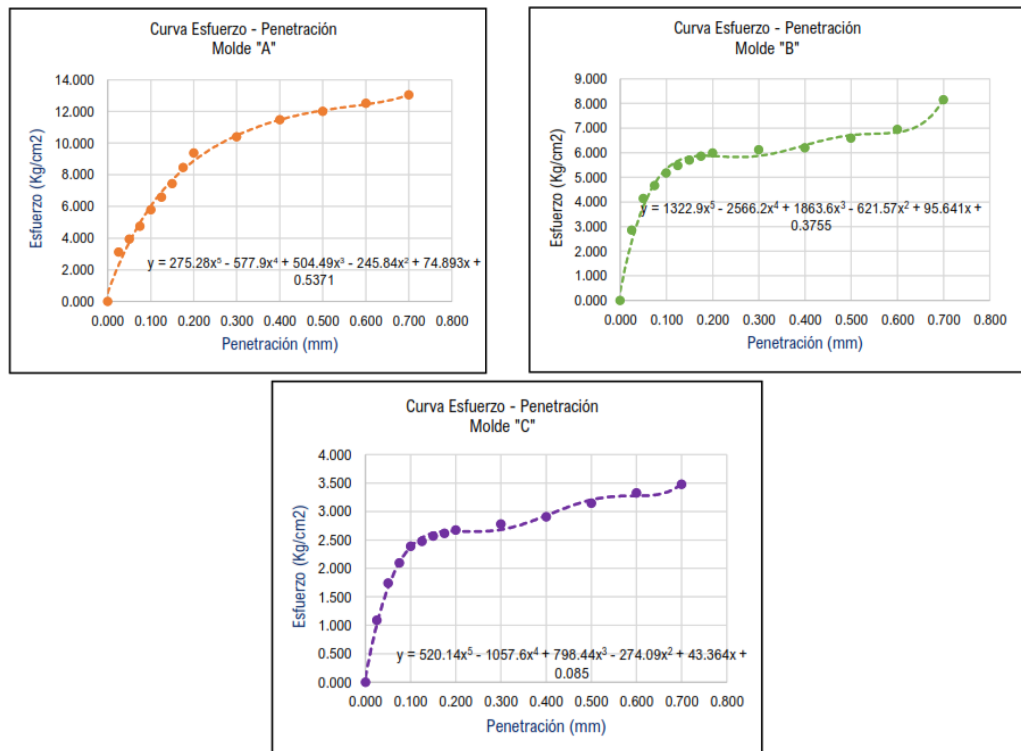 Curva Esfuerzo - Penetración
Molde "A"
14.000
12.000
10.000
8.000
6.000
4.000
2.000
0.000
Esfuerzo (Kg/cm2)
y = 275.28x⁵ - 577.9x⁴ + 504.49x³ - 245.84x² + 74.893x +
0.5371
0.000 0.100 0.200 0.300 0.400 0.500 0.600 0.700 0.800
Penetración (mm)
Curva Esfuerzo - Penetración
Molde "B"
9.000
8.000
7.000
6.000
5.000
4.000
3.000
2.000
1.000
0.000
Esfuerzo (Kg/cm2)
y = 1322.9x⁵ - 2566.2x⁴ + 1863.6x³ - 621.57x² + 95.641x +
0.3755
0.000 0.100 0.200 0.300 0.400 0.500 0.600 0.700 0.800
Penetración (mm)
Curva Esfuerzo - Penetración
Molde "C"
4.000
3.500
3.000
2.500
2.000
1.500
1.000
0.500
0.000
Esfuerzo (Kg/cm2)
y = 520.14x⁵ - 1057.6x⁴ + 798.44x³ - 274.09x² + 43.364x +
0.085
0.000 0.100 0.200 0.300 0.400 0.500 0.600 0.700 0.800
Penetración (mm)